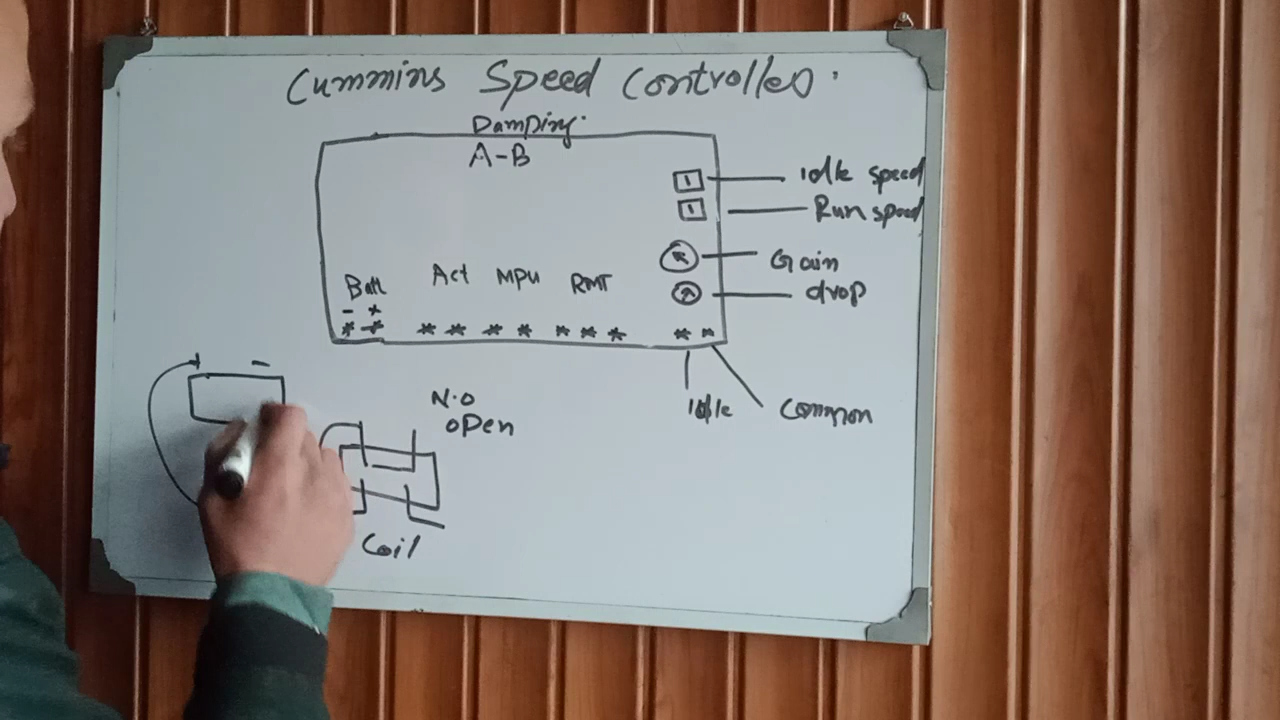 Cummins Speed Controller.
Damping.
A-B
Idle speed
Run speed
Gain
drop
Batt Act MPU RMT
- +
* * * * * * * * * * *
Idle Common
+ -
N.O
open
Coil